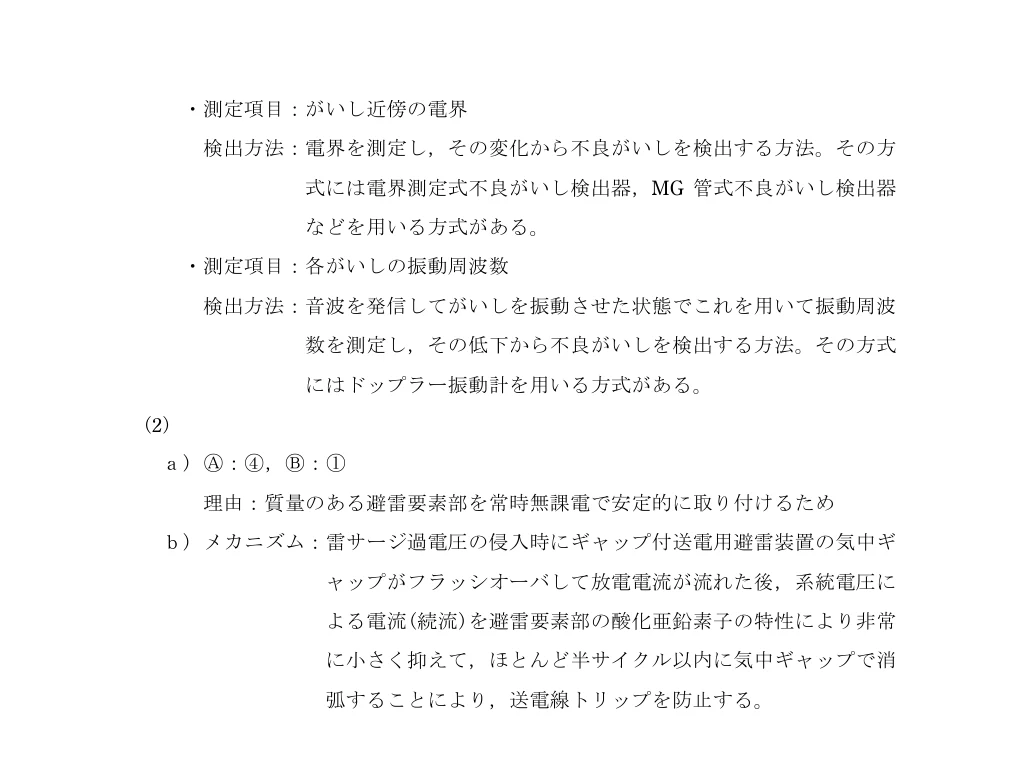 ・測定項目：がいし近傍の電界
検出方法：電界を測定し，その変化から不良がいしを検出する方法。その方
式には電界測定式不良がいし検出器，MG 管式不良がいし検出器
などを用いる方式がある。
・測定項目：各がいしの振動周波数
検出方法：音波を発信してがいしを振動させた状態でこれを用いて振動周波
数を測定し，その低下から不良がいしを検出する方法。その方式
にはドップラー振動計を用いる方式がある。
(2)
ａ）Ⓐ：④，Ⓑ：①
理由：質量のある避雷要素部を常時無課電で安定的に取り付けるため
ｂ）メカニズム：雷サージ過電圧の侵入時にギャップ付送電用避雷装置の気中ギ
ャップがフラッシオーバして放電電流が流れた後，系統電圧に
よる電流(続流)を避雷要素部の酸化亜鉛素子の特性により非常
に小さく抑えて，ほとんど半サイクル以内に気中ギャップで消
弧することにより，送電線トリップを防止する。